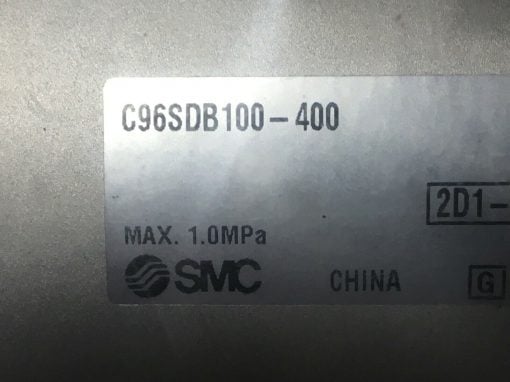 C96SDB100-400
2D1-
MAX. 1.0MPa
SMC CHINA G